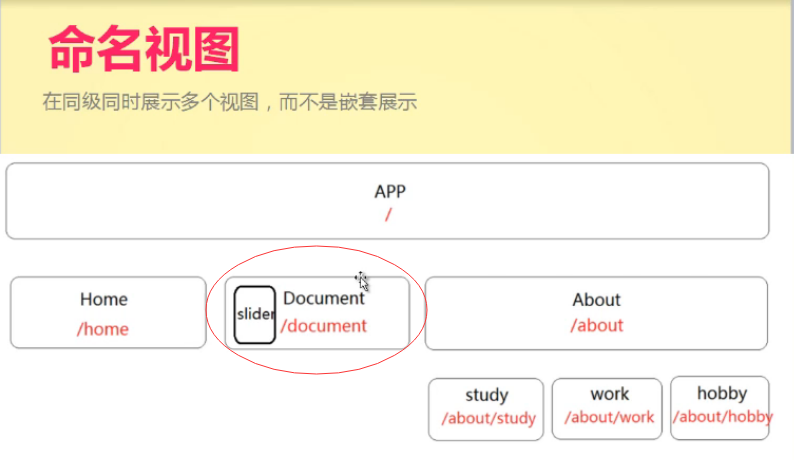 命名视图
在同级同时展示多个视图，而不是嵌套展示
APP
/
Home
/home
slider
Document
/document
About
/about
study
/about/study
work
/about/work
hobby
/about/hobby